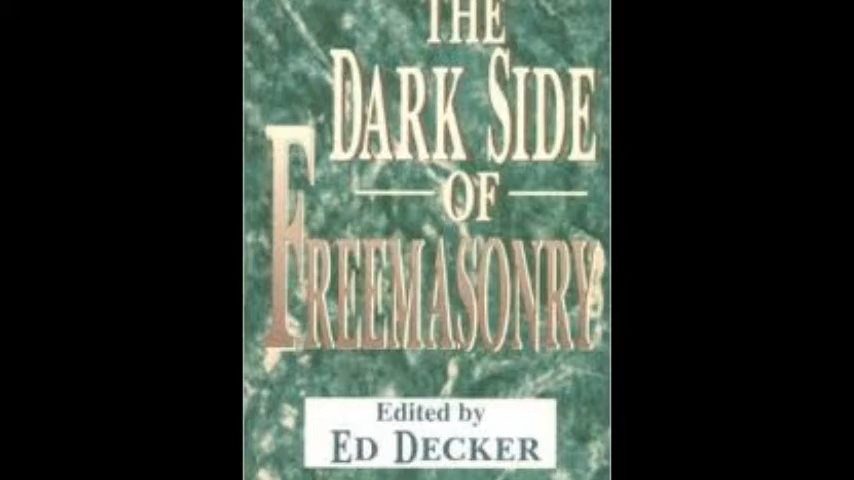 THE
DARK SIDE
OF
FREEMASONRY
Edited by
ED DECKER